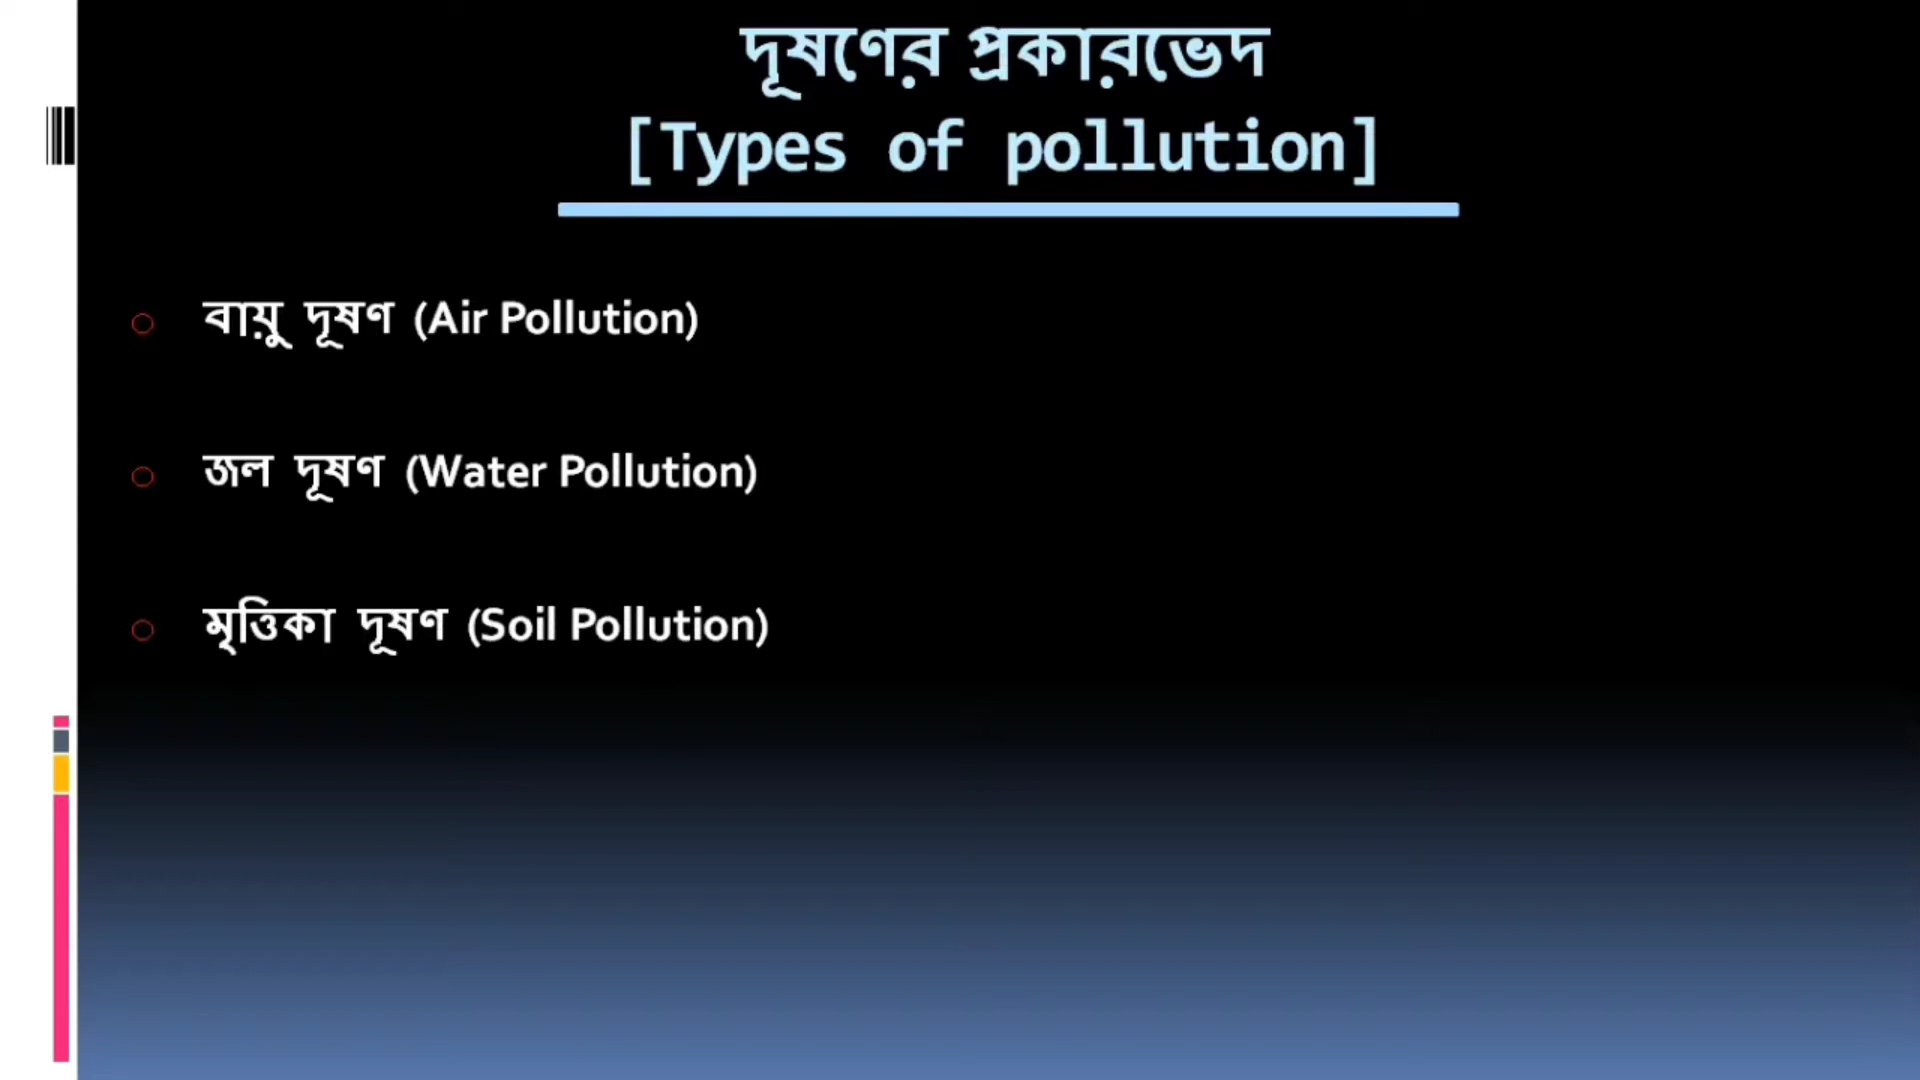 দূষণের প্রকারভেদ
[Types of pollution]
বায়ু দূষণ (Air Pollution)
জল দূষণ (Water Pollution)
মৃত্তিকা দূষণ (Soil Pollution)